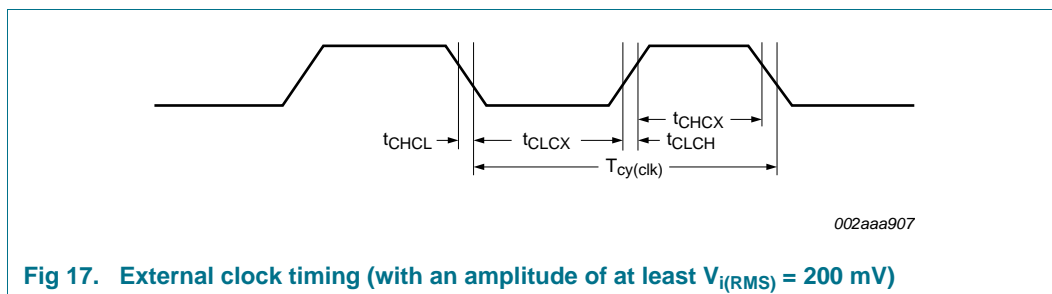 tCHCX
tCHCL
tCLCX
tCLCH
Tcy(clk)
002aaa907
Fig 17. External clock timing (with an amplitude of at least Vi(RMS) = 200 mV)